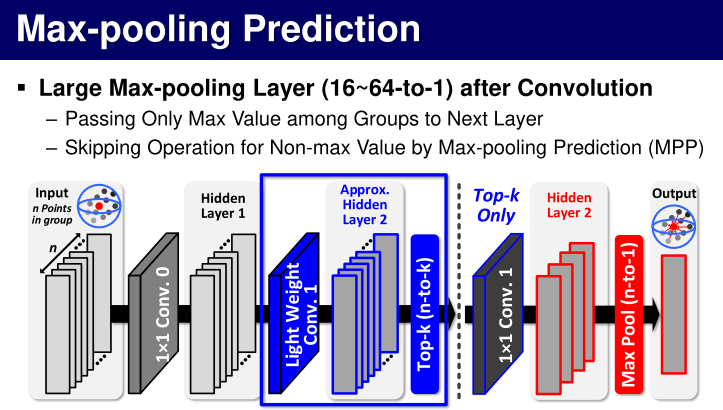 Max-pooling Prediction
▪ Large Max-pooling Layer (16~64-to-1) after Convolution
– Passing Only Max Value among Groups to Next Layer
– Skipping Operation for Non-max Value by Max-pooling Prediction (MPP)
Input
n Points
in group
n
1×1 Conv. 0
Hidden
Layer 1
Light Weight
Conv. 1
Approx.
Hidden
Layer 2
Top-k (n-to-k)
Top-k
Only
1×1 Conv. 1
Hidden
Layer 2
Max Pool (n-to-1)
Output